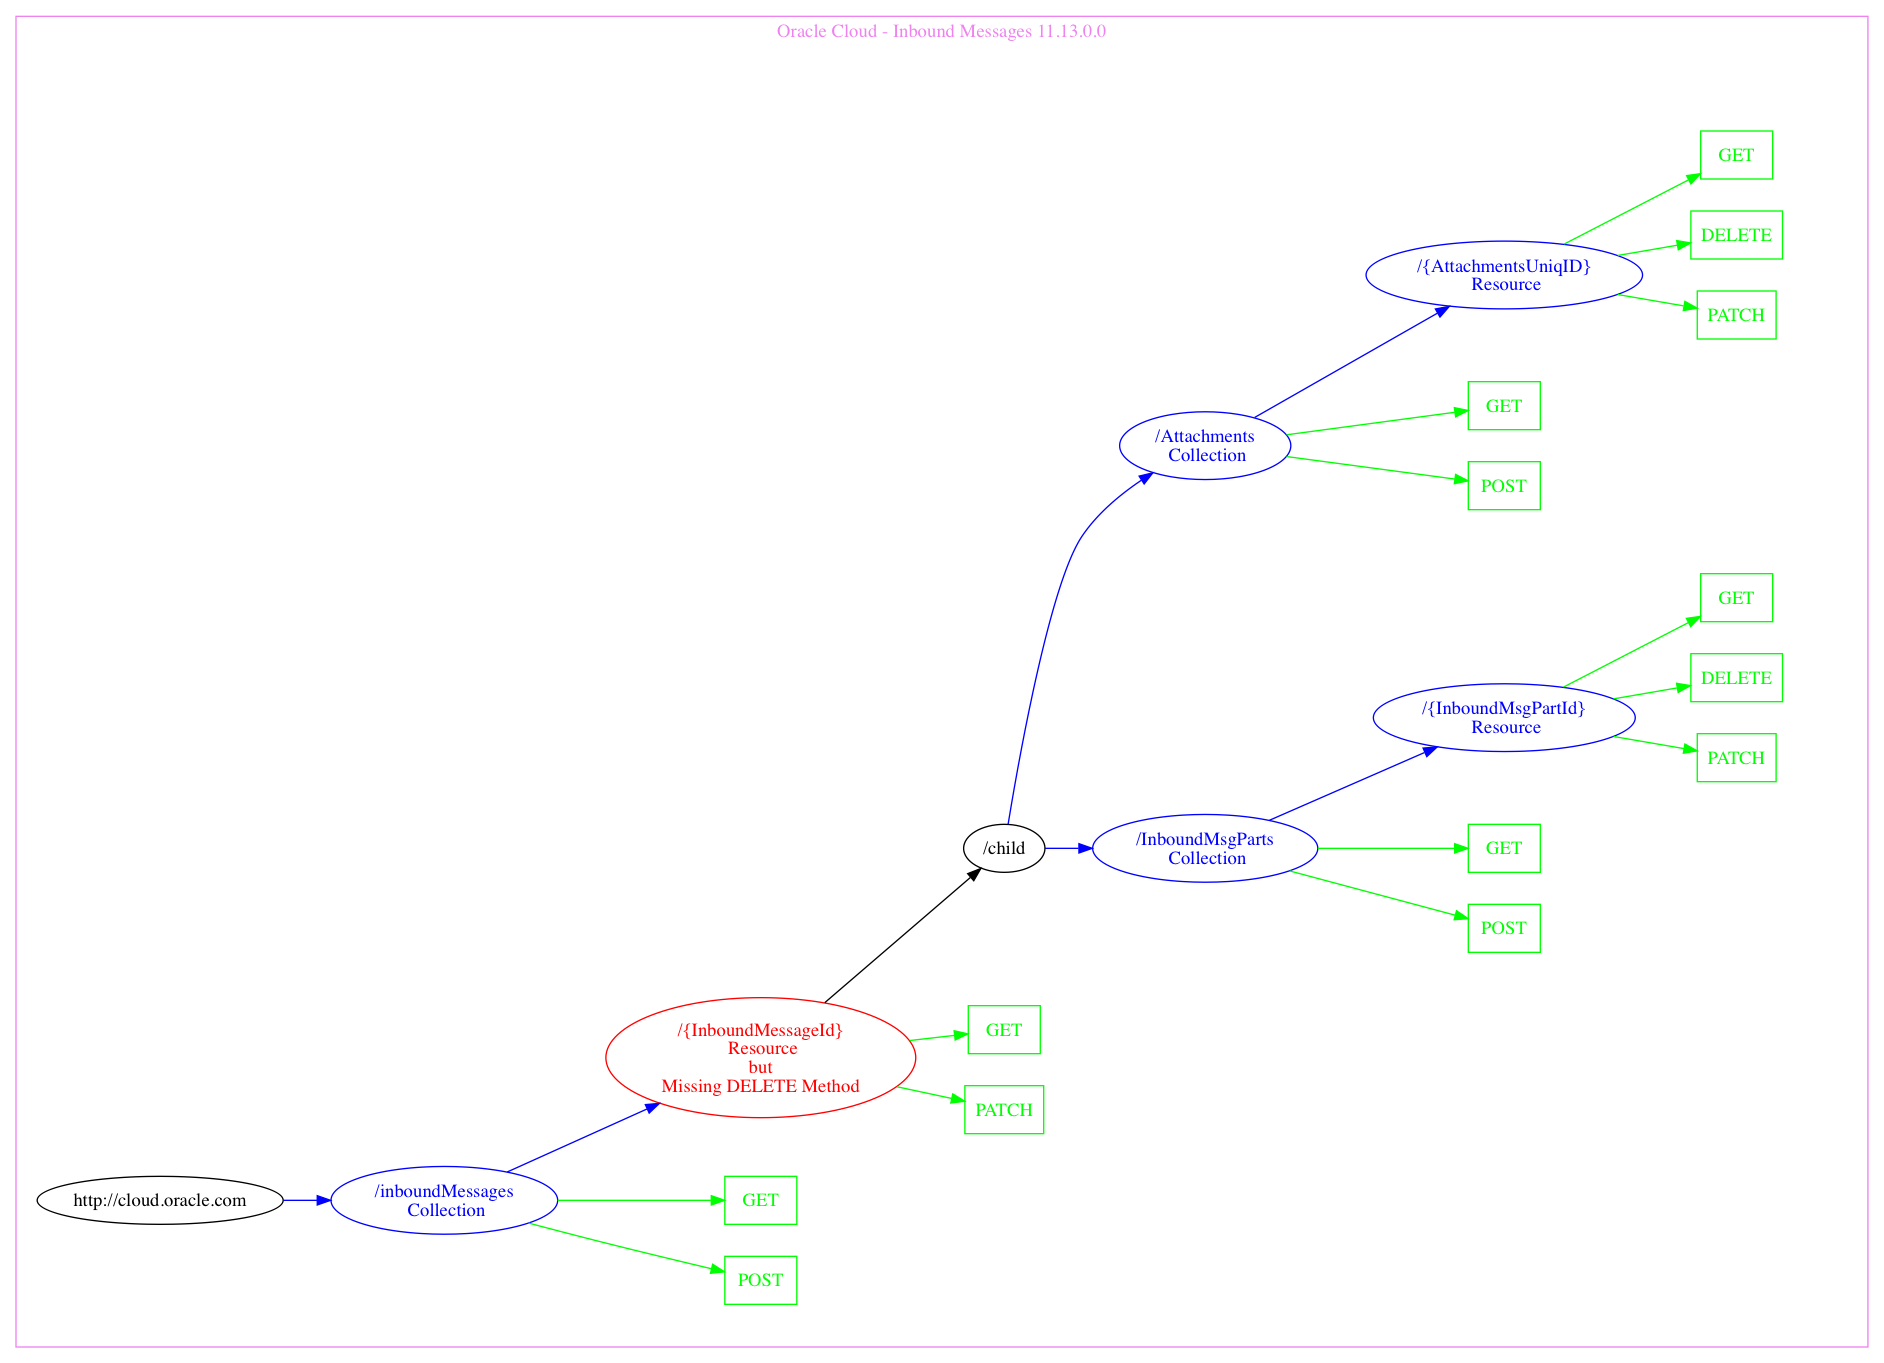 Oracle Cloud - Inbound Messages 11.13.0.0
GET
DELETE
/{AttachmentsUniqID}
Resource
PATCH
GET
/Attachments
Collection
POST
GET
DELETE
/{InboundMsgPartId}
Resource
PATCH
/child
/InboundMsgParts
Collection
GET
POST
/{InboundMessageId}
Resource
but
Missing DELETE Method
GET
PATCH
http://cloud.oracle.com
/inboundMessages
Collection
GET
POST